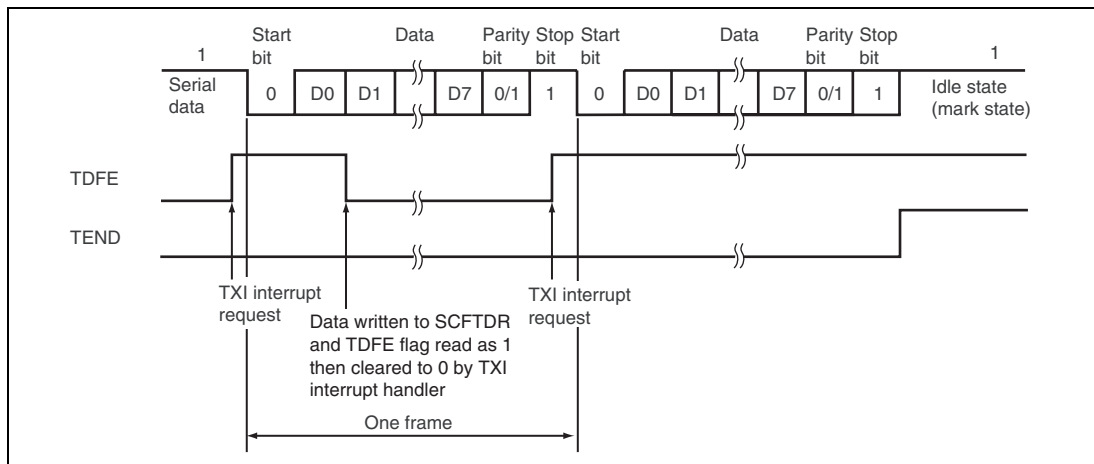 Start bit
Data
Parity bit
Stop bit
Start bit
Data
Parity bit
Stop bit
1
1
Serial data
0
D0
D1
D7
0/1
1
0
D0
D1
D7
0/1
1
Idle state
(mark state)
TDFE
TEND
TXI interrupt
request
Data written to SCFTDR
and TDFE flag read as 1
then cleared to 0 by TXI
interrupt handler
TXI interrupt
request
One frame